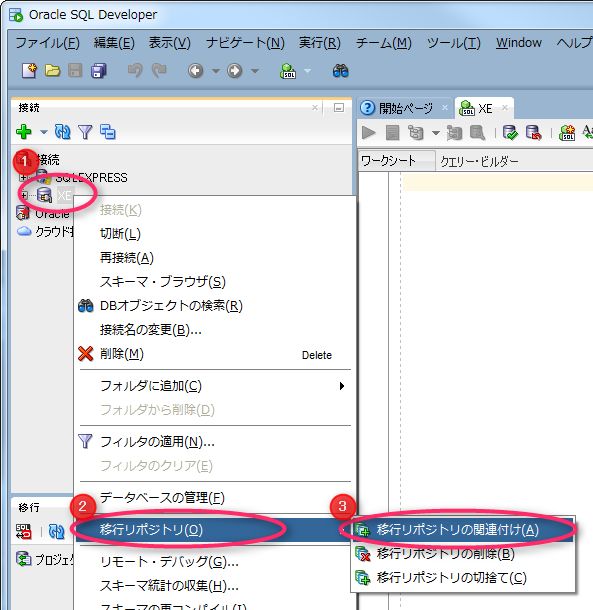 Oracle SQL Developer
ファイル(F) 編集(E) 表示(V) ナビゲート(N) 実行(R) チーム(M) ツール(T) Window ヘルプ
接続
開始ページ
XE
ワークシート クエリー・ビルダー
1
接続
SQLEXPRESS
XE
Oracle
クラウド接
接続(K)
切断(L)
再接続(A)
スキーマ・ブラウザ(S)
DBオブジェクトの検索(R)
接続名の変更(B)...
削除(M) Delete
フォルダに追加(C)
フォルダから削除(D)
フィルタの適用(N)...
フィルタのクリア(E)
データベースの管理(F)
移行
2
移行リポジトリ(O)
3
移行リポジトリの関連付け(A)
移行リポジトリの削除(B)
移行リポジトリの切捨て(C)
プロジェク
リモート・デバッグ(G)...
スキーマ統計の収集(H)...
スキーマの再コンパイル(I)